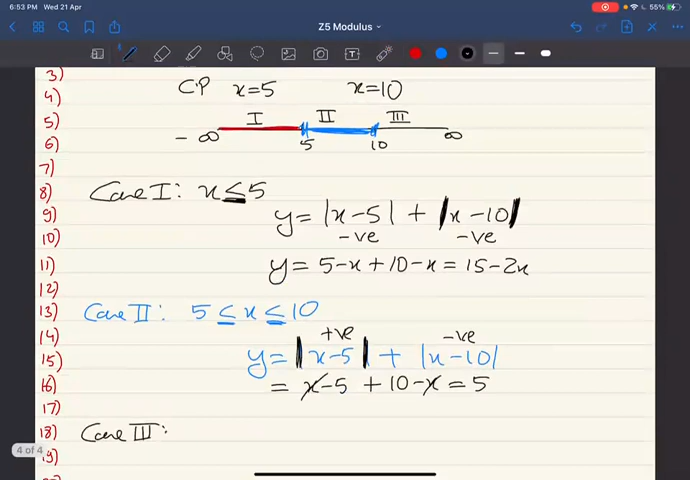 6:53 PM Wed 21 Apr
55%
Z5 Modulus
T
3)
4) CP x=5 x=10
5) I II III
6) -∞ 5 10 ∞
7)
8) Case I: x ≤ 5
9) y = |x-5| + |x-10|
10) -ve -ve
11) y = 5-x + 10-x = 15-2x
12)
13) Case II: 5 ≤ x ≤ 10
14) +ve -ve
15) y = |x-5| + |x-10|
16) = x-5 + 10-x = 5
17)
18) Case III:
4 of 4
19)